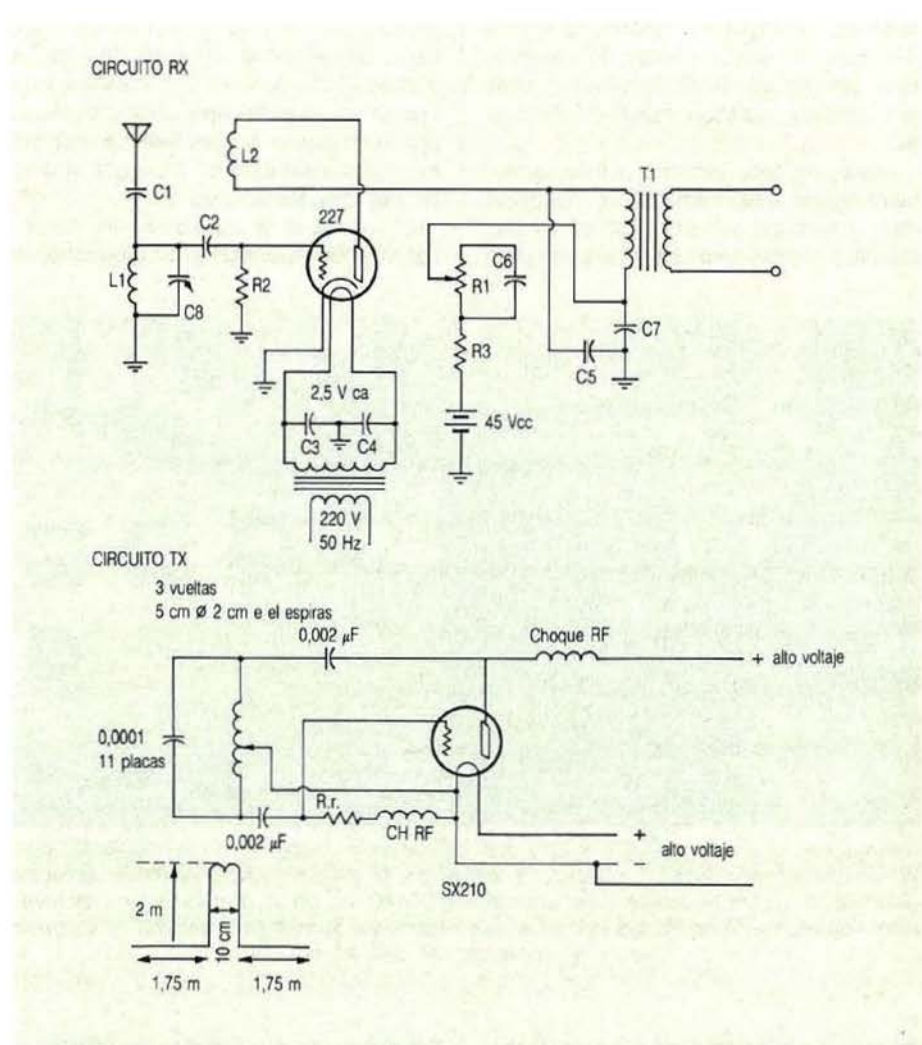 CIRCUITO RX
L2
T1
C1
C2
227
C6
L1
R2
R1
C8
C7
R3
C5
2,5 V ca
C3
C4
45 Vcc
220 V
50 Hz
CIRCUITO TX
3 vueltas
5 cm ø 2 cm e el espiras
0,002 µF
Choque RF
+ alto voltaje
0,0001
11 placas
R.r.
CH RF
0,002 µF
+
alto voltaje
−
SX210
2 m
10 cm
1,75 m
1,75 m